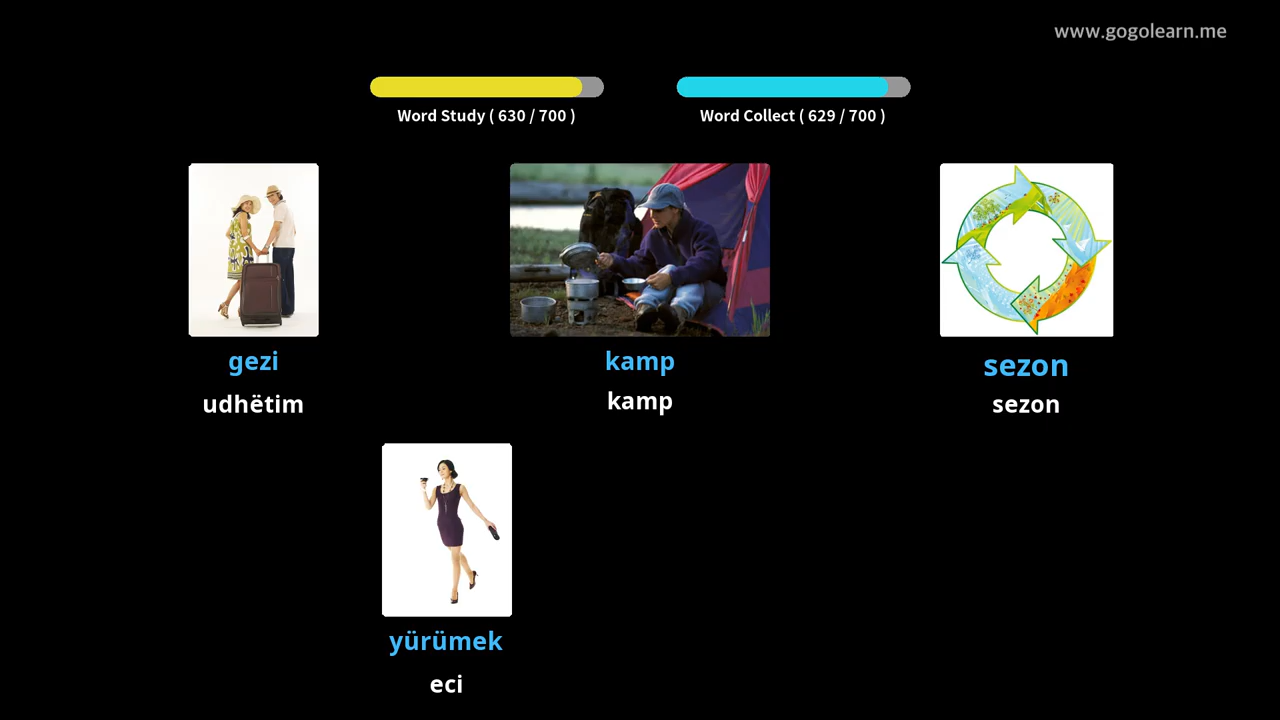 www.gogolearn.me
Word Study ( 630 / 700 )
Word Collect ( 629 / 700 )
gezi
udhëtim
kamp
kamp
sezon
sezon
yürümek
eci